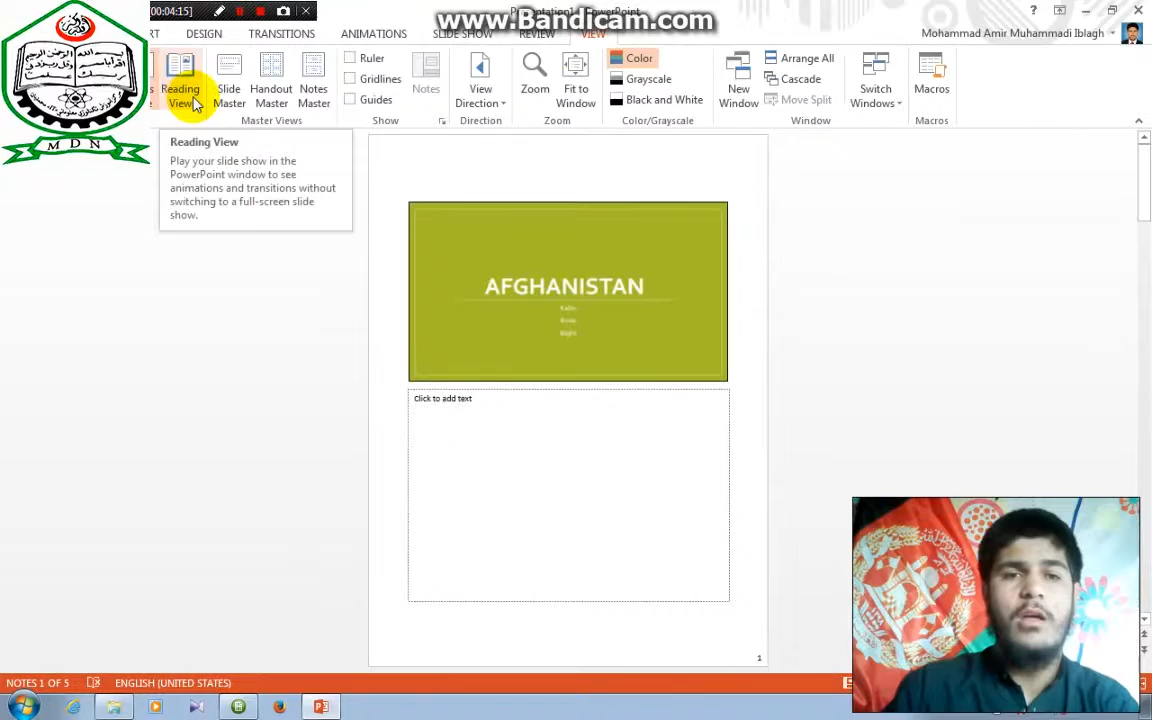 [00:04:15]
www.Bandicam.com
DESIGN
TRANSITIONS
ANIMATIONS
SLIDE SHOW
REVIEW
VIEW
Mohammad Amir Muhammadi Iblagh
Reading View
Slide Master
Handout Master
Notes Master
Master Views
Ruler
Gridlines
Guides
Show
Notes
View Direction
Direction
Zoom
Fit to Window
Zoom
Color
Grayscale
Black and White
Color/Grayscale
New Window
Arrange All
Cascade
Move Split
Window
Switch Windows
Macros
Macros
Reading View
Play your slide show in the
PowerPoint window to see
animations and transitions without
switching to a full-screen slide
show.
AFGHANISTAN
Click to add text
1
MDN
NOTES 1 OF 5
ENGLISH (UNITED STATES)